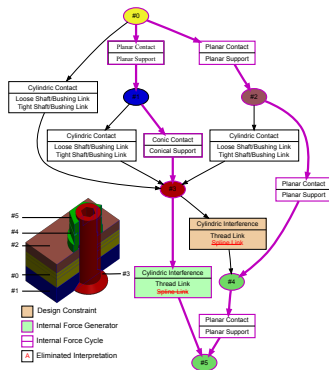 #0
Planar Contact
Planar Support
Planar Contact
Planar Support
Cylindric Contact
Loose Shaft/Bushing Link
Tight Shaft/Bushing Link
#2
Cylindric Contact
Loose Shaft/Bushing Link
Tight Shaft/Bushing Link
Conic Contact
Conical Support
Cylindric Contact
Loose Shaft/Bushing Link
Tight Shaft/Bushing Link
#3
Planar Contact
Planar Support
Cylindric Interference
Thread Link
Spline Link
Cylindric Interference
Thread Link
Spline Link
#4
Planar Contact
Planar Support
#5
#5
#4
#2
#0
#1
#3
Design Constraint
Internal Force Generator
Internal Force Cycle
A Eliminated Interpretation